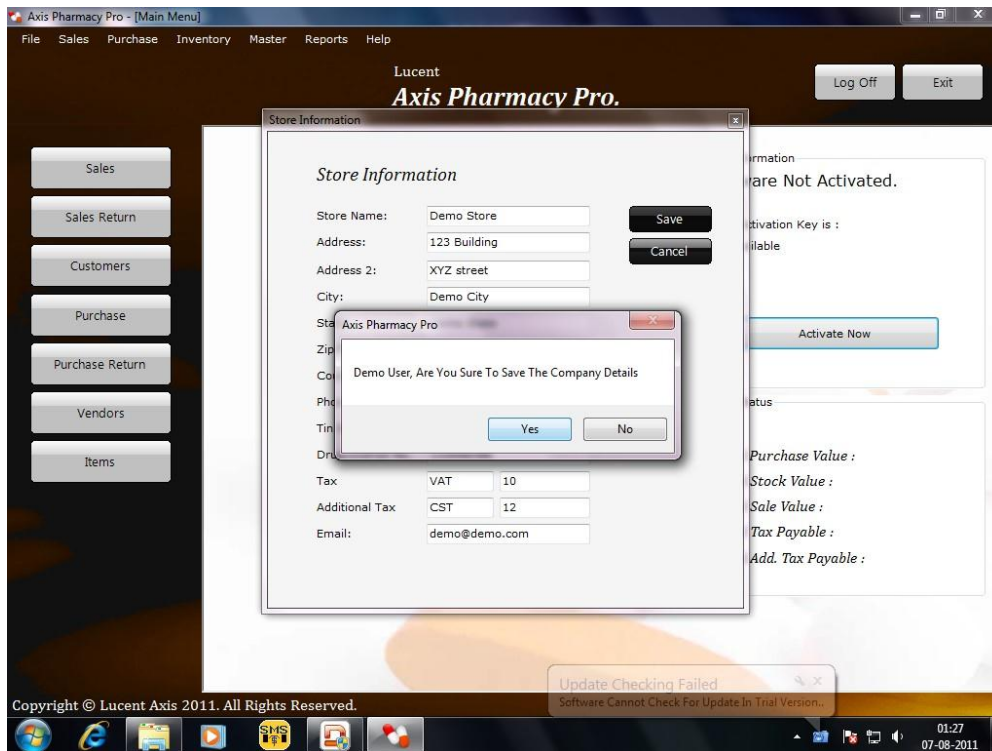 Axis Pharmacy Pro - [Main Menu]
File Sales Purchase Inventory Master Reports Help
Lucent
Axis Pharmacy Pro.
Log Off
Exit
Sales
Sales Return
Customers
Purchase
Purchase Return
Vendors
Items
Store Information
Store Information
Store Name: Demo Store
Address: 123 Building
Address 2: XYZ street
City: Demo City
Save
Cancel
Axis Pharmacy Pro
Demo User, Are You Sure To Save The Company Details
Yes
No
Tax VAT 10
Additional Tax CST 12
Email: demo@demo.com
Not Activated.
Key is :
Activate Now
Purchase Value :
Stock Value :
Sale Value :
Tax Payable :
Add. Tax Payable :
Update Checking Failed
Software Cannot Check For Update In Trial Version..
Copyright © Lucent Axis 2011. All Rights Reserved.
SMS
01:27
07-08-2011